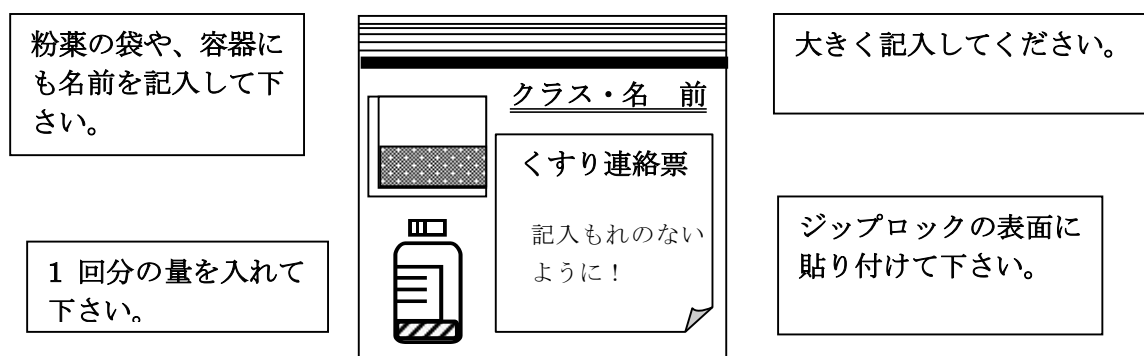 粉薬の袋や、容器に
も名前を記入して下
さい。
1 回分の量を入れて
下さい。
クラス・名　前
くすり連絡票
記入もれのない
ように！
大きく記入してください。
ジップロックの表面に
貼り付けて下さい。